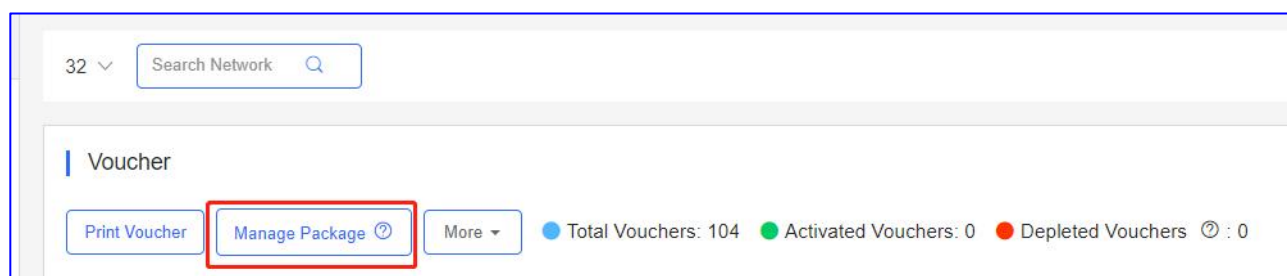 32 Search Network
Voucher
Print Voucher Manage Package ? More Total Vouchers: 104 Activated Vouchers: 0 Depleted Vouchers ? : 0